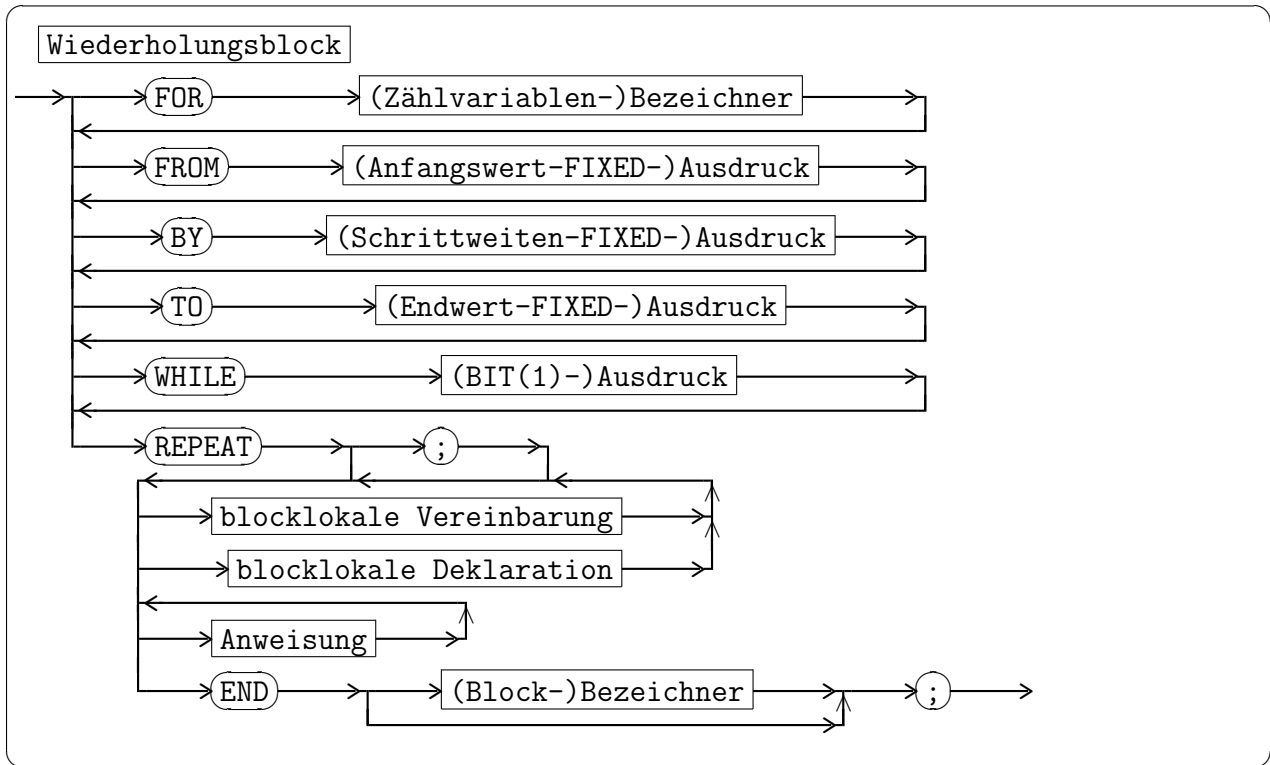 Wiederholungsblock
FOR (Zählvariablen-)Bezeichner
FROM (Anfangswert-FIXED-)Ausdruck
BY (Schrittweiten-FIXED-)Ausdruck
TO (Endwert-FIXED-)Ausdruck
WHILE (BIT(1)-)Ausdruck
REPEAT ;
blocklokale Vereinbarung
blocklokale Deklaration
Anweisung
END (Block-)Bezeichner ;